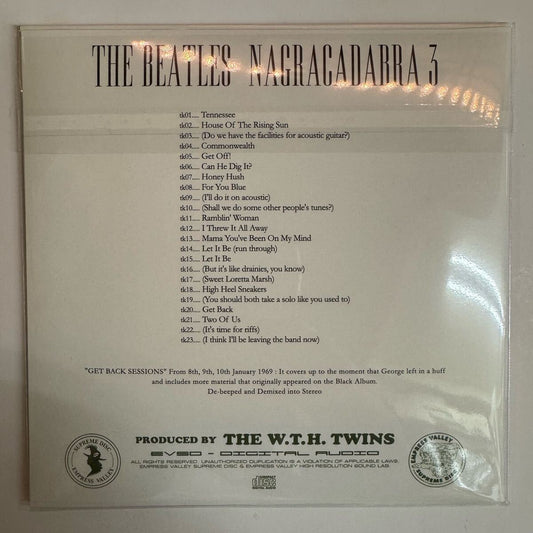 THE BEATLES NAGRACADABRA 3
tk01.... Tennessee
tk02.... House Of The Rising Sun
tk03.... (Do we have the facilities for acoustic guitar?)
tk04.... Commonwealth
tk05.... Get Off!
tk06.... Can He Dig It?
tk07.... Honey Hush
tk08.... For You Blue
tk09.... (I'll do it on acoustic)
tk10.... (Shall we do some other people's tunes?)
tk11.... Ramblin' Woman
tk12.... I Threw It All Away
tk13.... Mama You've Been On My Mind
tk14.... Let It Be (run through)
tk15.... Let It Be
tk16.... (But it's like drainies, you know)
tk17.... (Sweet Loretta Marsh)
tk18.... High Heel Sneakers
tk19.... (You should both take a solo like you used to)
tk20.... Get Back
tk21.... Two Of Us
tk22.... (It's time for riffs)
tk23.... (I think I'll be leaving the band now)
"GET BACK SESSIONS" From 8th, 9th, 10th January 1969 : It covers up to the moment that George left in a huff
and includes more material that originally appeared on the Black Album.
De-beeped and Demixed into Stereo
PRODUCED BY THE W.T.H. TWINS
EVSD - DIGITAL AUDIO
ALL RIGHTS RESERVED. UNAUTHORIZED DUPLICATION IS A VIOLATION OF APPLICABLE LAWS.
EMPRESS VALLEY SUPREME DISC & EMPRESS VALLEY HIGH RESOLUTION SOUND LAB.
SUPREME DISC
EMPRESS VALLEY
COMPACT disc
DIGITAL AUDIO
EMPRESS VALLEY
SUPREME DISC